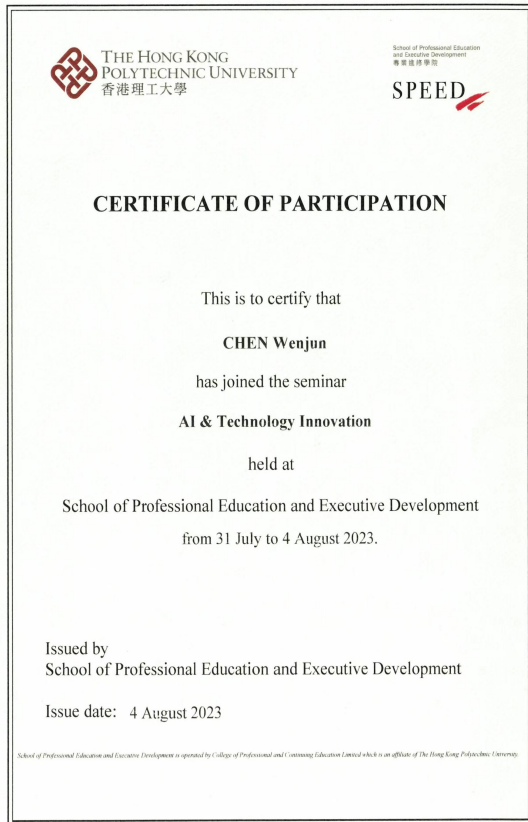 THE HONG KONG
POLYTECHNIC UNIVERSITY
香港理工大學
School of Professional Education
and Executive Development
專業進修學院
SPEED
CERTIFICATE OF PARTICIPATION
This is to certify that
CHEN Wenjun
has joined the seminar
AI & Technology Innovation
held at
School of Professional Education and Executive Development
from 31 July to 4 August 2023.
Issued by
School of Professional Education and Executive Development
Issue date: 4 August 2023
School of Professional Education and Executive Development is operated by College of Professional and Continuing Education Limited which is an affiliate of The Hong Kong Polytechnic University.